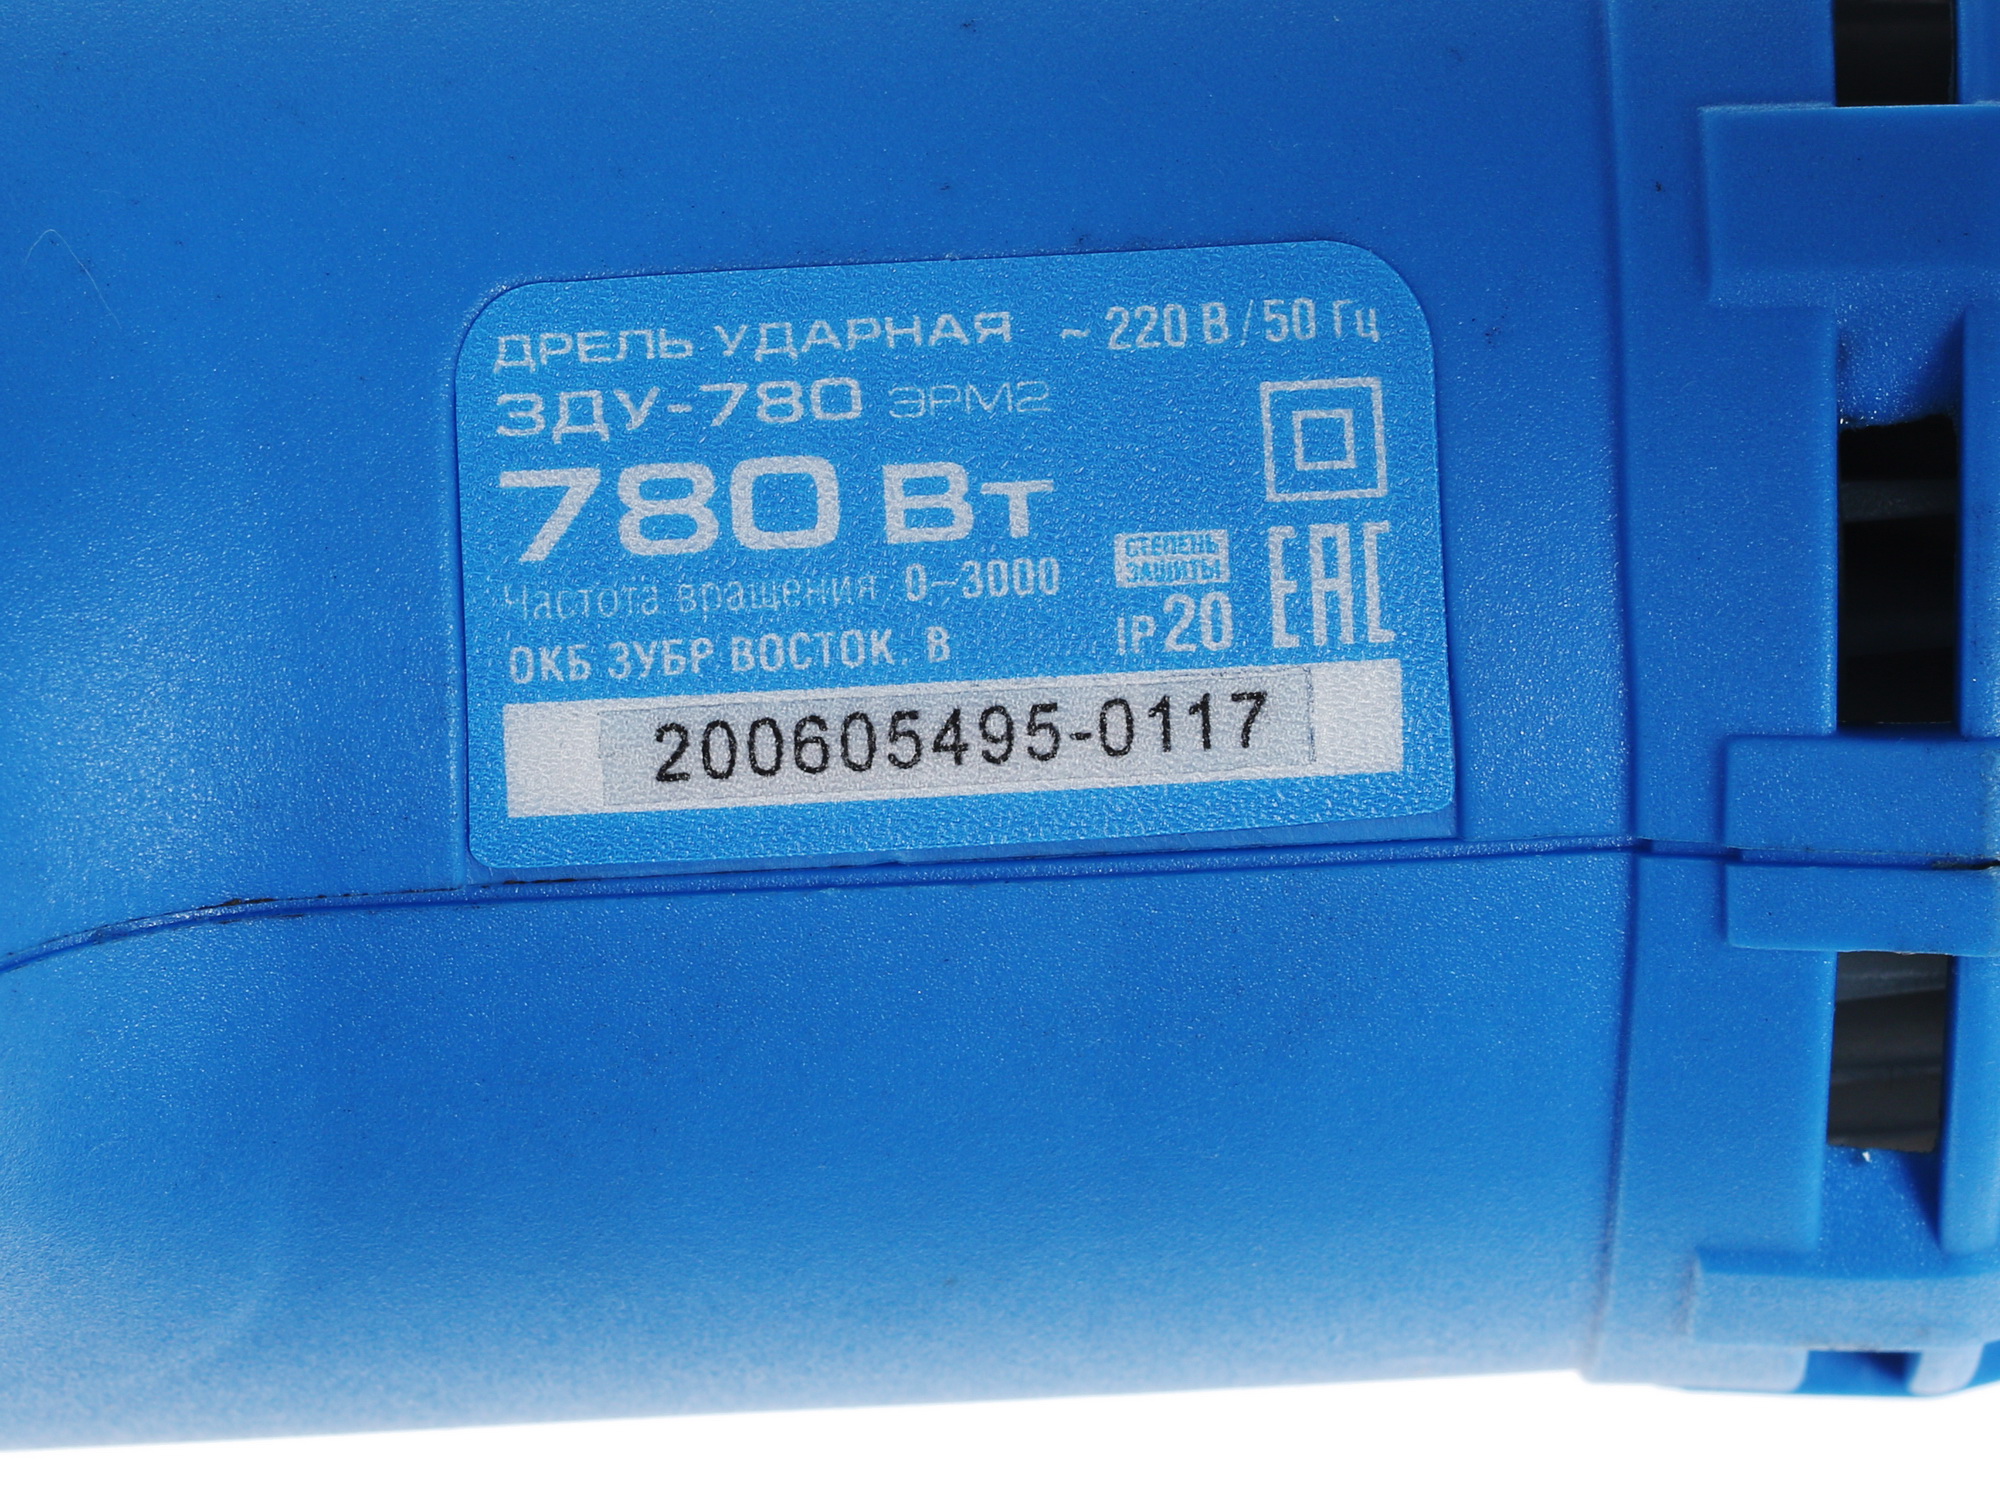 ДРЕЛЬ УДАРНАЯ ~ 220 В / 50 Гц
ЗДУ-780 ЭРМ2
780 Вт
Частота вращения 0–3000
СТЕПЕНЬ
ЗАЩИТЫ
IP20
EAC
ОКБ ЗУБР ВОСТОК. В
200605495-0117